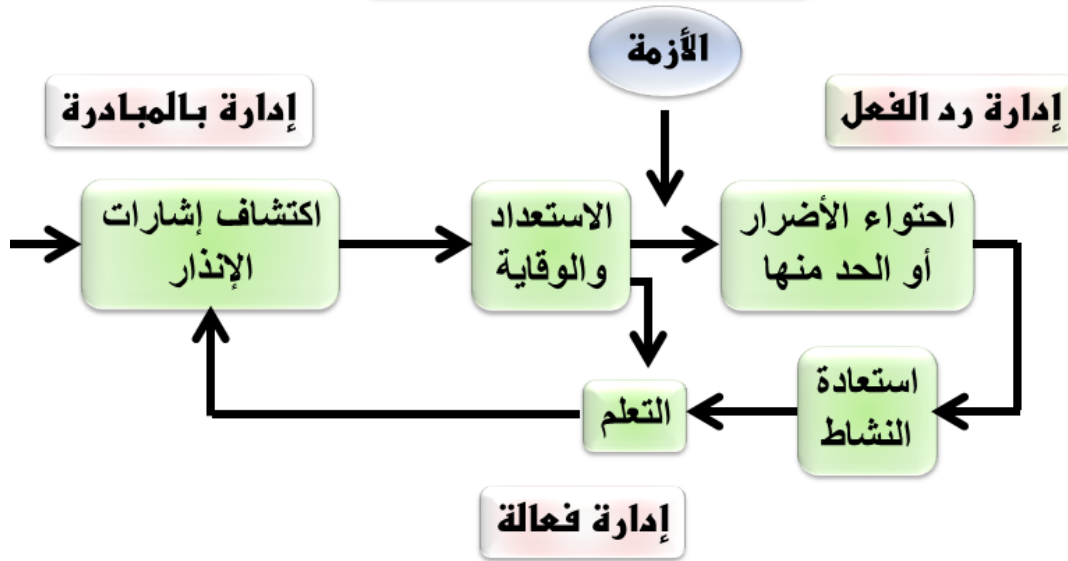 الأزمة
إدارة بالمبادرة
إدارة رد الفعل
اكتشاف إشارات
الإنذار
الاستعداد
والوقاية
احتواء الأضرار
أو الحد منها
استعادة
النشاط
التعلم
إدارة فعالة